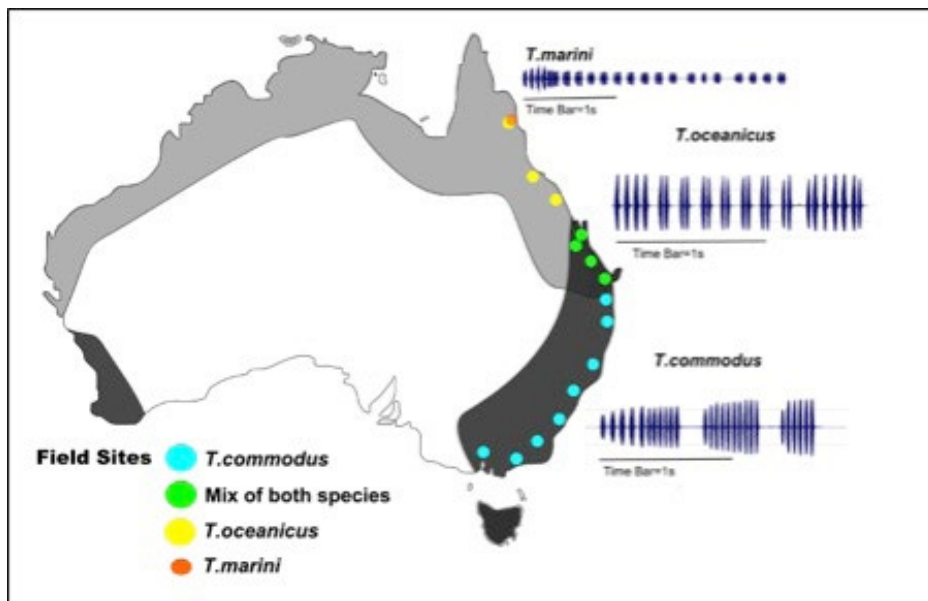 T.marini
Time Bar=1s
T.oceanicus
Time Bar=1s
T.commodus
Time Bar=1s
Field Sites
T.commodus
Mix of both species
T.oceanicus
T.marini